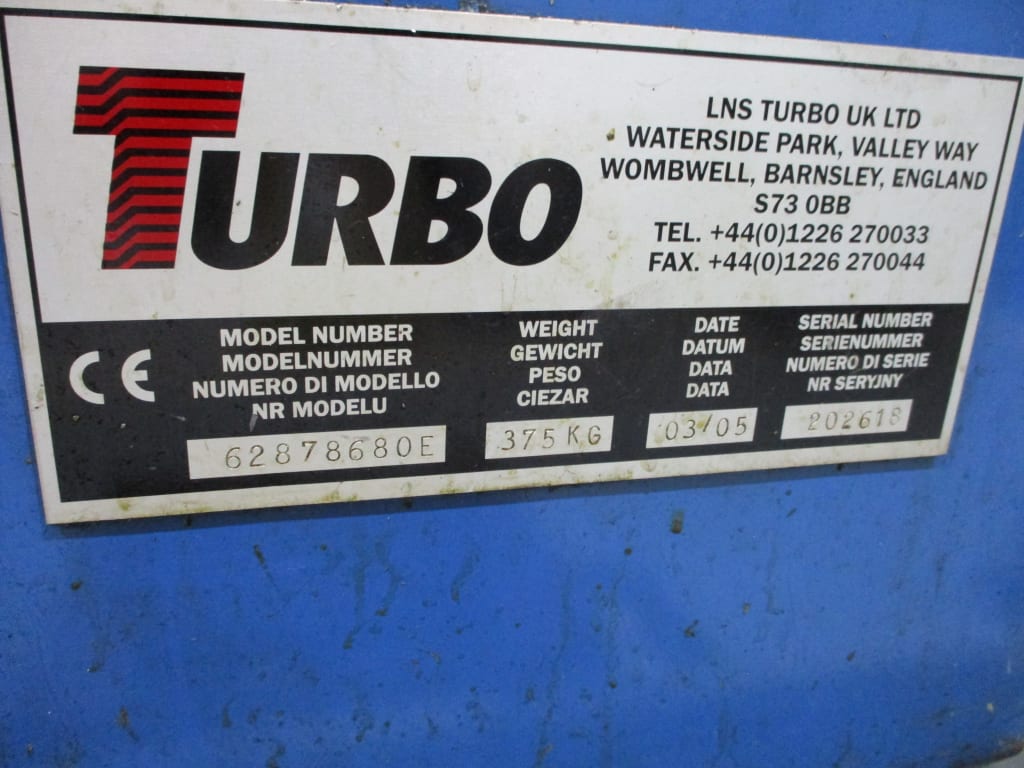 TURBO
LNS TURBO UK LTD
WATERSIDE PARK, VALLEY WAY
WOMBWELL, BARNSLEY, ENGLAND
S73 0BB
TEL. +44(0)1226 270033
FAX. +44(0)1226 270044
CE
MODEL NUMBER
MODELNUMMER
NUMERO DI MODELLO
NR MODELU
62878680E
WEIGHT
GEWICHT
PESO
CIEZAR
375 KG
DATE
DATUM
DATA
DATA
03/05
SERIAL NUMBER
SERIENUMMER
NUMERO DI SERIE
NR SERYJNY
202618